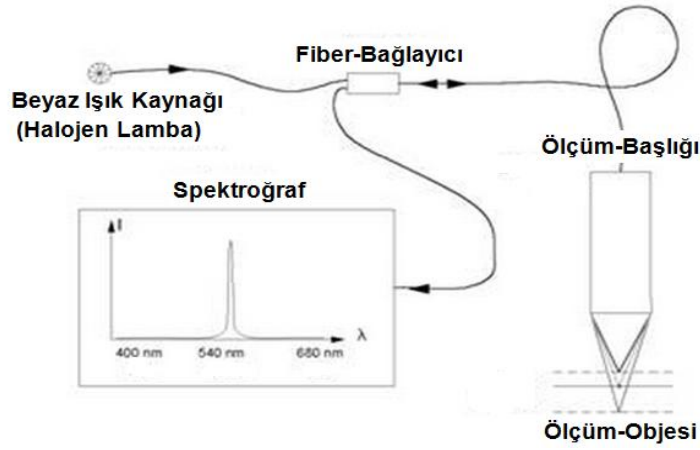 Fiber-Bağlayıcı
Beyaz Işık Kaynağı
(Halojen Lamba)
Ölçüm-Başlığı
Spektroğraf
I
λ
400 nm 540 nm 680 nm
Ölçüm-Objesi